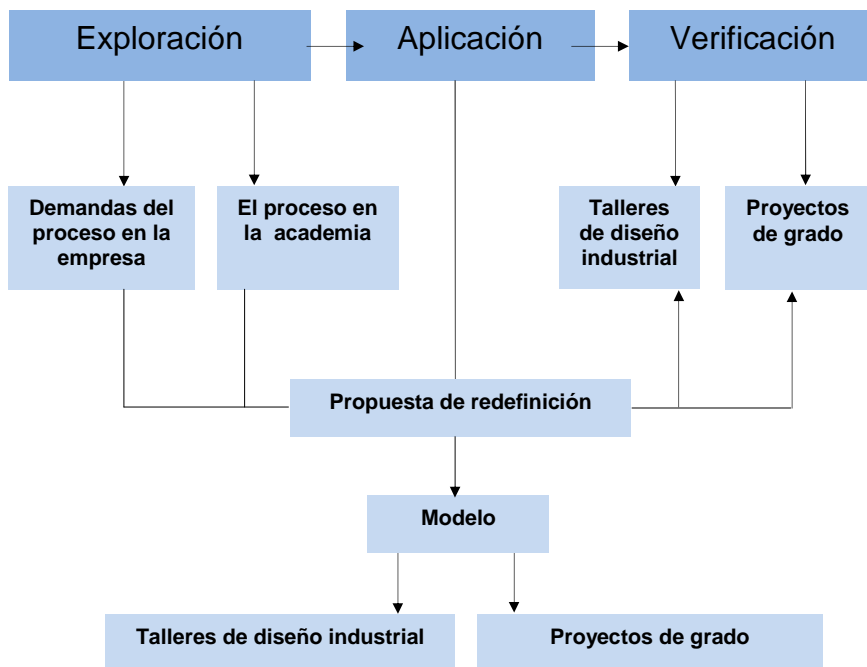 Exploración
Aplicación
Verificación
Demandas del
proceso en la
empresa
El proceso en
la academia
Talleres
de diseño
industrial
Proyectos
de grado
Propuesta de redefinición
Modelo
Talleres de diseño industrial
Proyectos de grado